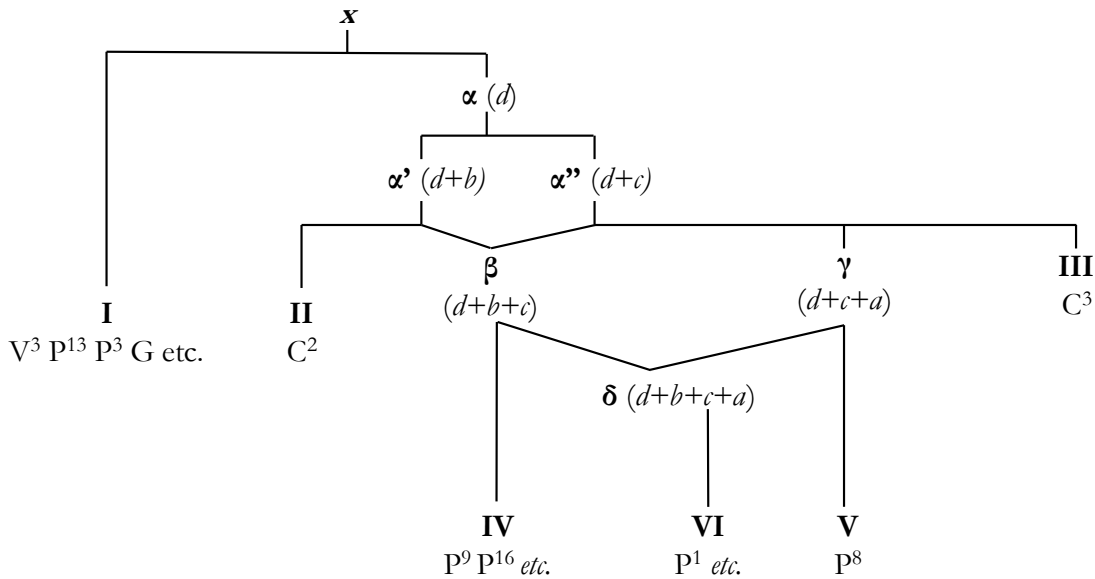 x
α (d)
α’ (d+b) α” (d+c)
β γ III
(d+b+c) (d+c+a) C³
I II
V³ P¹³ P³ G etc. C²
δ (d+b+c+a)
IV VI V
P⁹ P¹⁶ etc. P¹ etc. P⁸